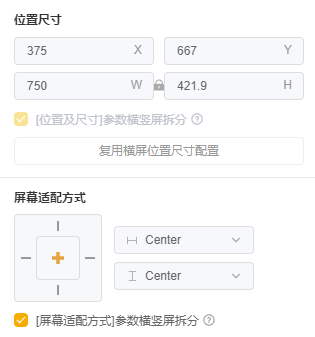 位置尺寸
375 X 667 Y
750 W 421.9 H
[位置及尺寸]参数横竖屏拆分 ?
复用横屏位置尺寸配置
屏幕适配方式
Center
Center
[屏幕适配方式]参数横竖屏拆分 ?